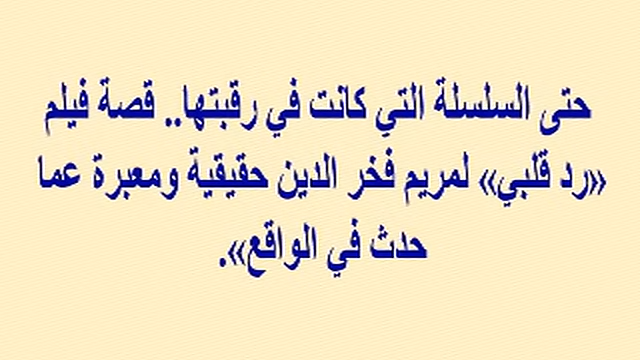 حتى السلسلة التي كانت في رقبتها.. قصة فيلم
«رد قلبي» لمريم فخر الدين حقيقية ومعبرة عما
حدث في الواقع».